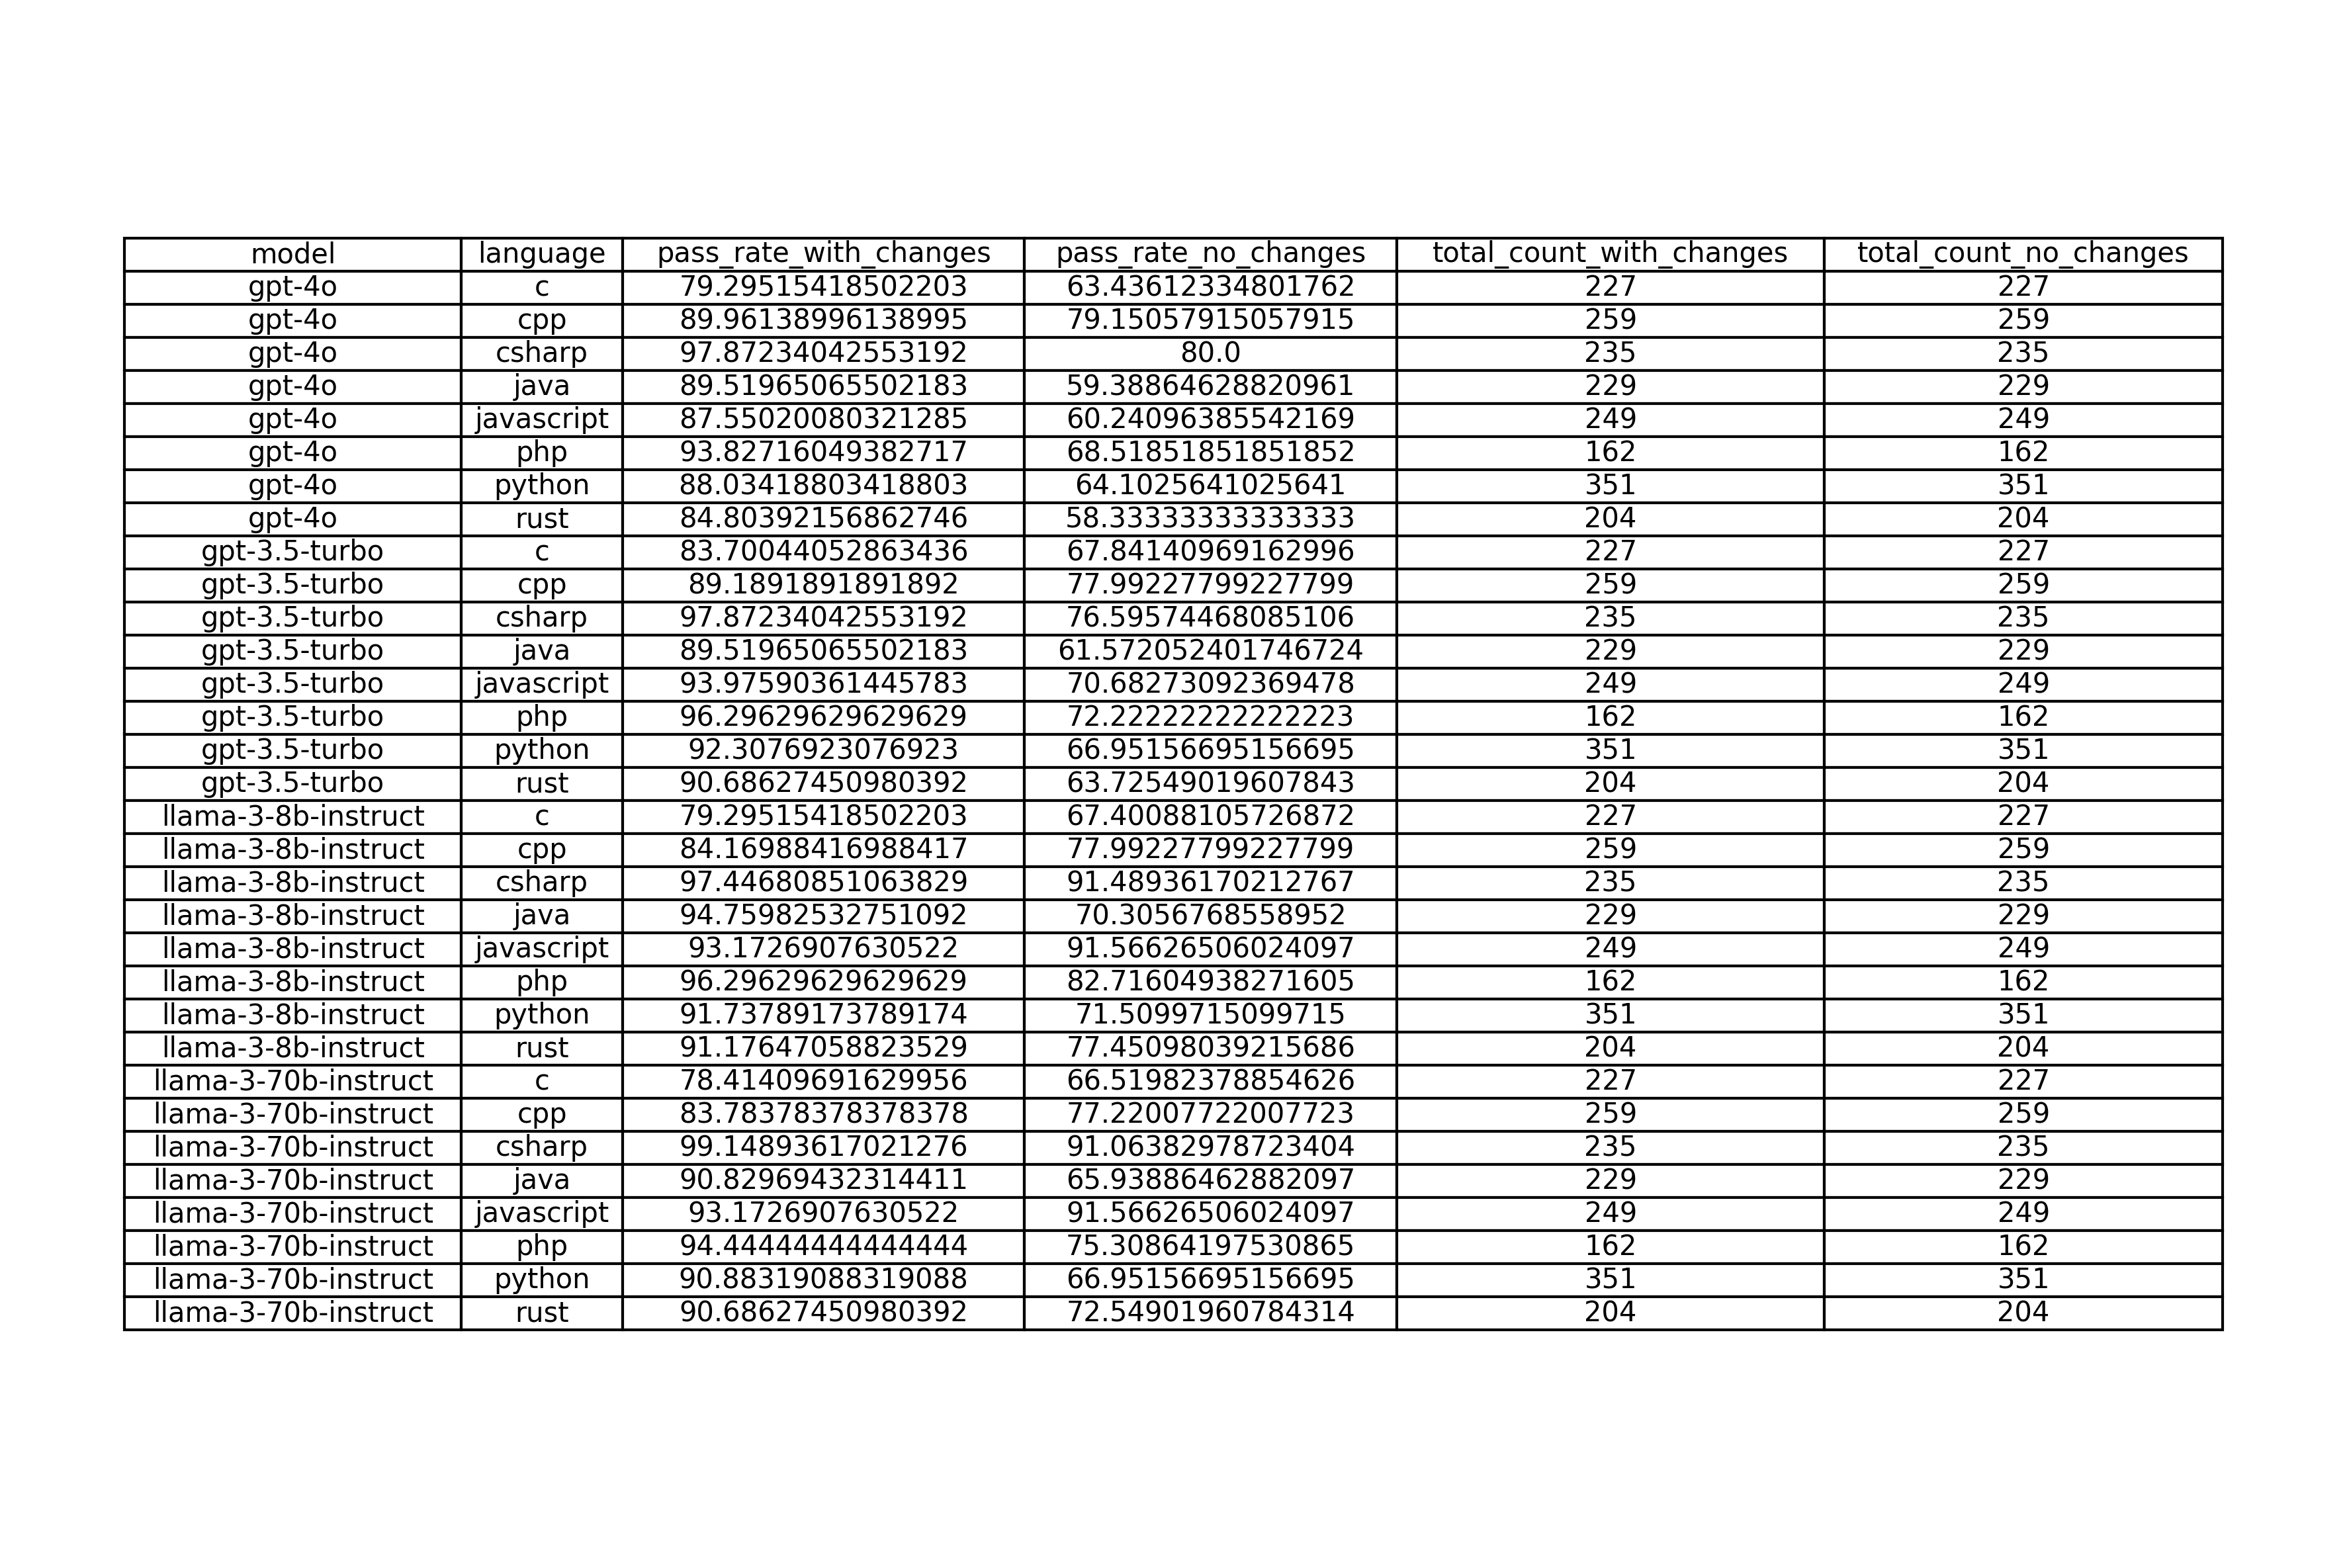 model language pass_rate_with_changes pass_rate_no_changes total_count_with_changes total_count_no_changes
gpt-4o c 79.29515418502203 63.43612334801762 227 227
gpt-4o cpp 89.96138996138995 79.15057915057915 259 259
gpt-4o csharp 97.87234042553192 80.0 235 235
gpt-4o java 89.51965065502183 59.38864628820961 229 229
gpt-4o javascript 87.55020080321285 60.24096385542169 249 249
gpt-4o php 93.82716049382717 68.51851851851852 162 162
gpt-4o python 88.03418803418803 64.1025641025641 351 351
gpt-4o rust 84.80392156862746 58.33333333333333 204 204
gpt-3.5-turbo c 83.70044052863436 67.84140969162996 227 227
gpt-3.5-turbo cpp 89.1891891891892 77.99227799227799 259 259
gpt-3.5-turbo csharp 97.87234042553192 76.59574468085106 235 235
gpt-3.5-turbo java 89.51965065502183 61.572052401746724 229 229
gpt-3.5-turbo javascript 93.97590361445783 70.68273092369478 249 249
gpt-3.5-turbo php 96.29629629629629 72.22222222222223 162 162
gpt-3.5-turbo python 92.3076923076923 66.95156695156695 351 351
gpt-3.5-turbo rust 90.68627450980392 63.72549019607843 204 204
llama-3-8b-instruct c 79.29515418502203 67.40088105726872 227 227
llama-3-8b-instruct cpp 84.16988416988417 77.99227799227799 259 259
llama-3-8b-instruct csharp 97.44680851063829 91.48936170212767 235 235
llama-3-8b-instruct java 94.75982532751092 70.3056768558952 229 229
llama-3-8b-instruct javascript 93.1726907630522 91.56626506024097 249 249
llama-3-8b-instruct php 96.29629629629629 82.71604938271605 162 162
llama-3-8b-instruct python 91.73789173789174 71.5099715099715 351 351
llama-3-8b-instruct rust 91.17647058823529 77.45098039215686 204 204
llama-3-70b-instruct c 78.41409691629956 66.51982378854626 227 227
llama-3-70b-instruct cpp 83.78378378378378 77.22007722007723 259 259
llama-3-70b-instruct csharp 99.14893617021276 91.06382978723404 235 235
llama-3-70b-instruct java 90.82969432314411 65.93886462882097 229 229
llama-3-70b-instruct javascript 93.1726907630522 91.56626506024097 249 249
llama-3-70b-instruct php 94.44444444444444 75.30864197530865 162 162
llama-3-70b-instruct python 90.88319088319088 66.95156695156695 351 351
llama-3-70b-instruct rust 90.68627450980392 72.54901960784314 204 204